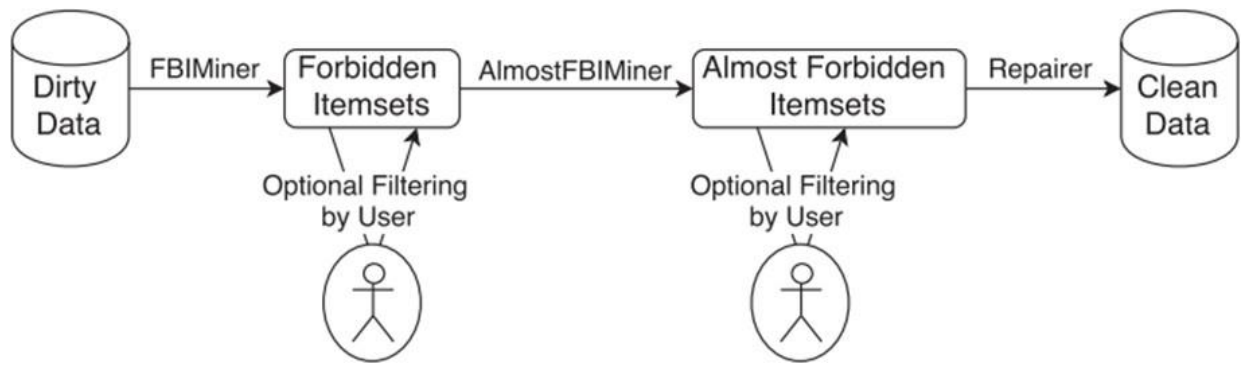 Dirty
Data
FBIMiner
Forbidden
Itemsets
AlmostFBIMiner
Almost Forbidden
Itemsets
Repairer
Clean
Data
Optional Filtering
by User
Optional Filtering
by User